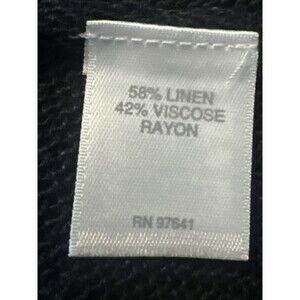 58% LINEN
42% VISCOSE
RAYON
RN 97641